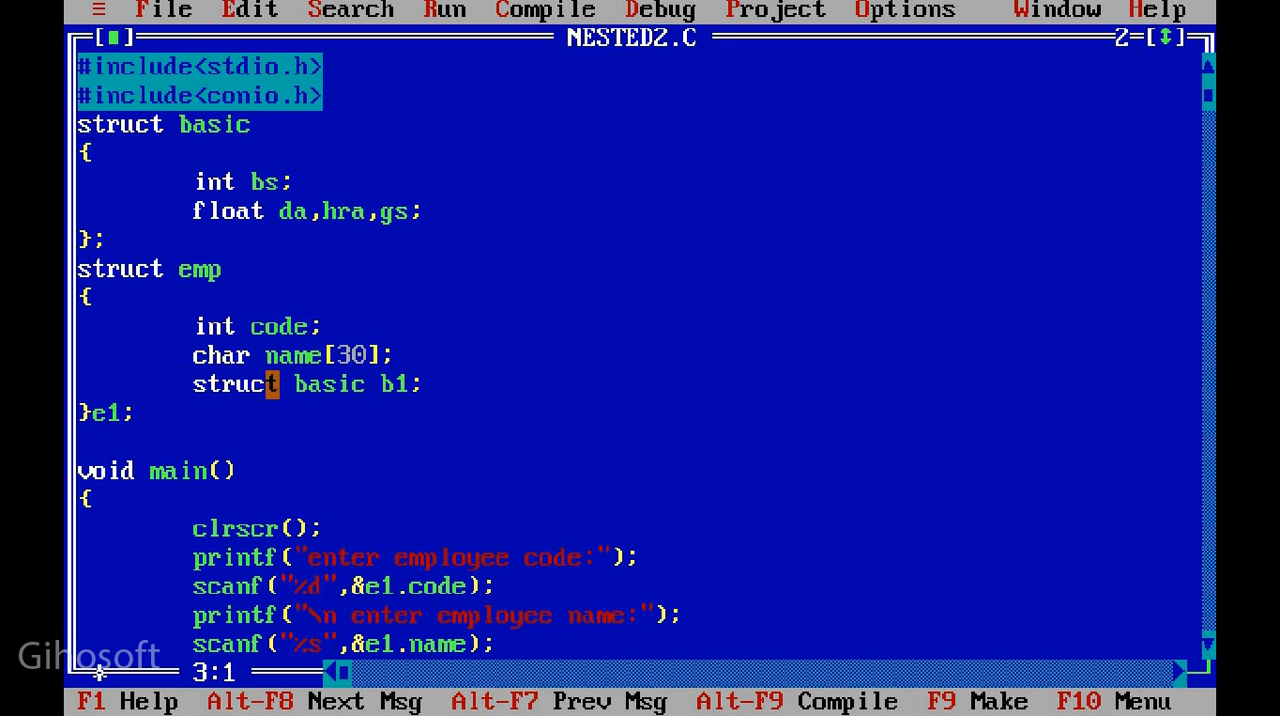 ≡ File Edit Search Run Compile Debug Project Options Window Help
[■] NESTED2.C 2=[↕]
#include<stdio.h>
#include<conio.h>
struct basic
{
int bs;
float da,hra,gs;
};
struct emp
{
int code;
char name[30];
struct basic b1;
}e1;
void main()
{
clrscr();
printf("enter employee code:");
scanf("%d",&e1.code);
printf("\n enter employee name:");
scanf("%s",&e1.name);
Gihosoft
* 3:1
F1 Help Alt-F8 Next Msg Alt-F7 Prev Msg Alt-F9 Compile F9 Make F10 Menu